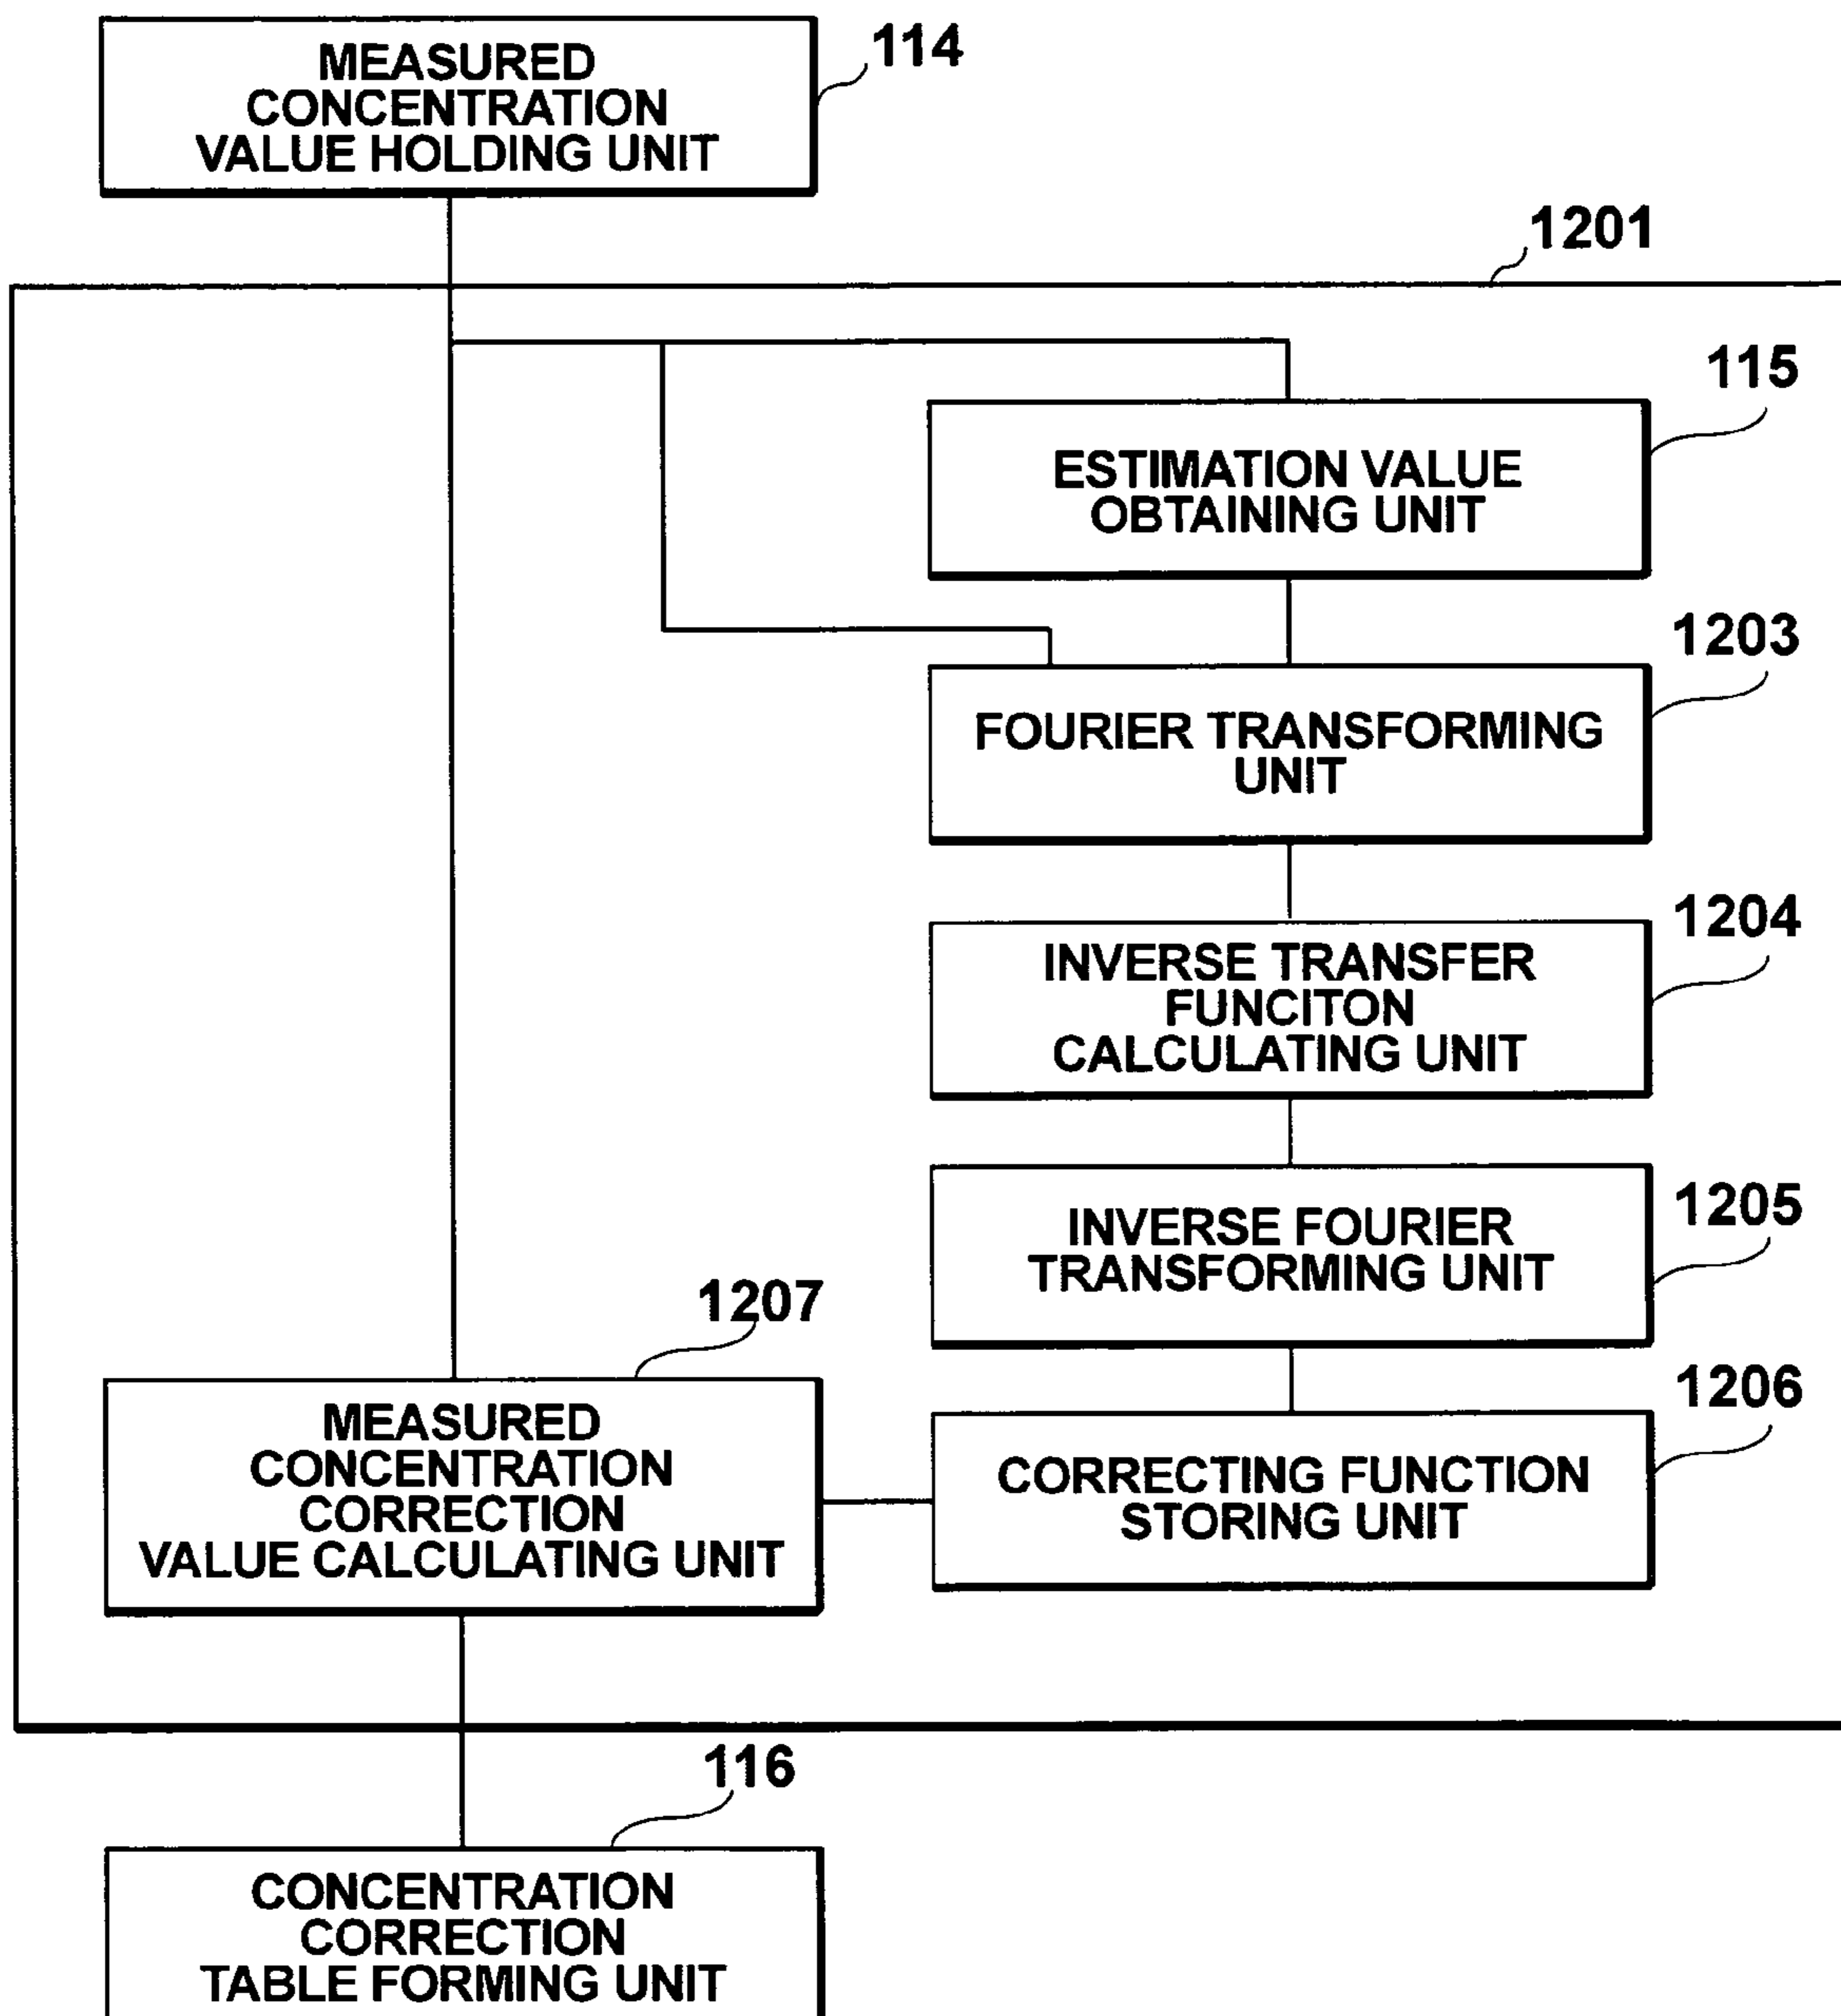 MEASURED
CONCENTRATION
VALUE HOLDING UNIT
114
1201
115
ESTIMATION VALUE
OBTAINING UNIT
1203
FOURIER TRANSFORMING
UNIT
1204
INVERSE TRANSFER
FUNCITON
CALCULATING UNIT
1205
INVERSE FOURIER
TRANSFORMING UNIT
1207
1206
MEASURED
CONCENTRATION
CORRECTION
VALUE CALCULATING UNIT
CORRECTING FUNCTION
STORING UNIT
116
CONCENTRATION
CORRECTION
TABLE FORMING UNIT